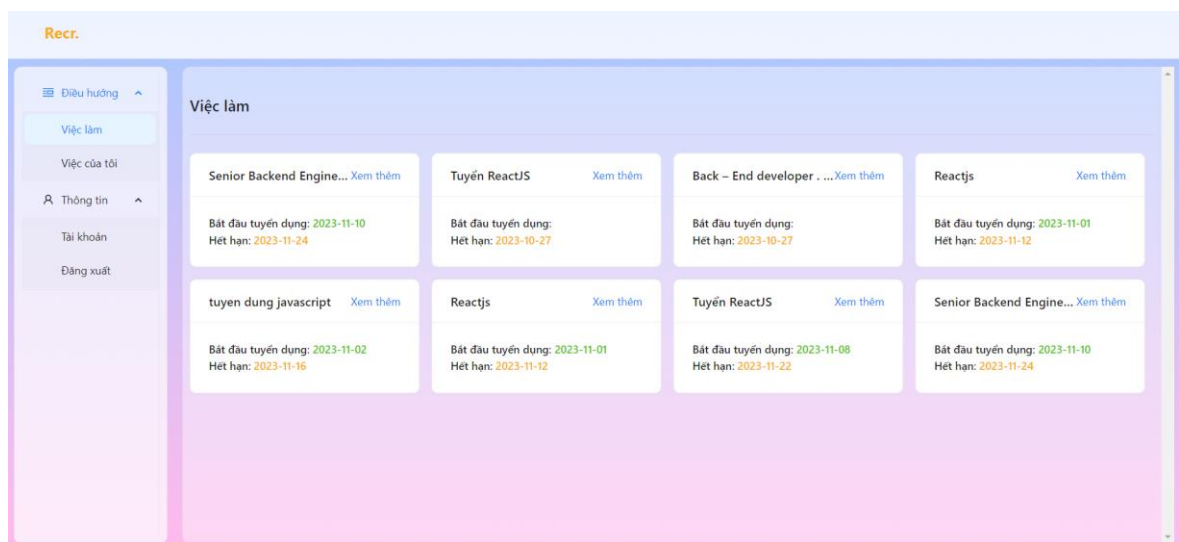 Recr.
Điều hướng
Việc làm
Việc của tôi
Thông tin
Tài khoản
Đăng xuất
Việc làm
Senior Backend Engine... Xem thêm
Bắt đầu tuyển dụng: 2023-11-10
Hết hạn: 2023-11-24
Tuyển ReactJS Xem thêm
Bắt đầu tuyển dụng:
Hết hạn: 2023-10-27
Back – End developer . ... Xem thêm
Bắt đầu tuyển dụng:
Hết hạn: 2023-10-27
Reactjs Xem thêm
Bắt đầu tuyển dụng: 2023-11-01
Hết hạn: 2023-11-12
tuyen dung javascript Xem thêm
Bắt đầu tuyển dụng: 2023-11-02
Hết hạn: 2023-11-16
Reactjs Xem thêm
Bắt đầu tuyển dụng: 2023-11-01
Hết hạn: 2023-11-12
Tuyển ReactJS Xem thêm
Bắt đầu tuyển dụng: 2023-11-08
Hết hạn: 2023-11-22
Senior Backend Engine... Xem thêm
Bắt đầu tuyển dụng: 2023-11-10
Hết hạn: 2023-11-24